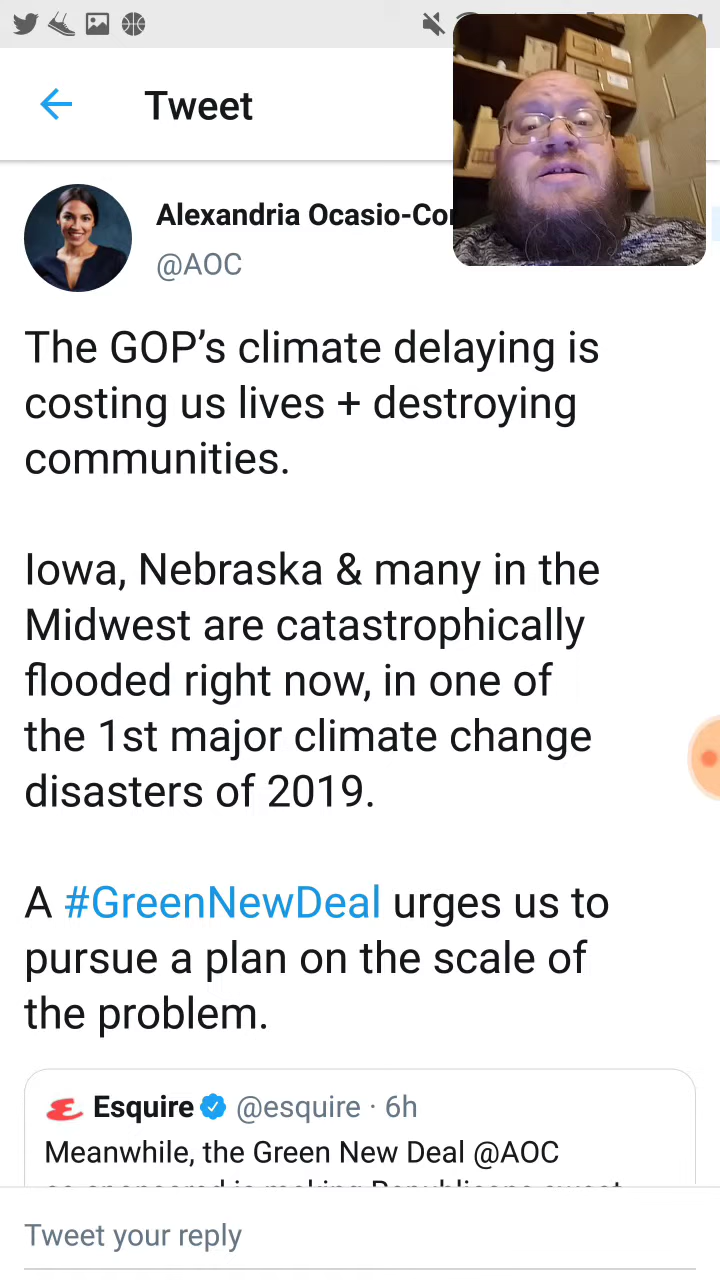 Tweet
Alexandria Ocasio-Co
@AOC
The GOP's climate delaying is
costing us lives + destroying
communities.
Iowa, Nebraska & many in the
Midwest are catastrophically
flooded right now, in one of
the 1st major climate change
disasters of 2019.
A #GreenNewDeal urges us to
pursue a plan on the scale of
the problem.
Esquire @esquire · 6h
Meanwhile, the Green New Deal @AOC
Tweet your reply